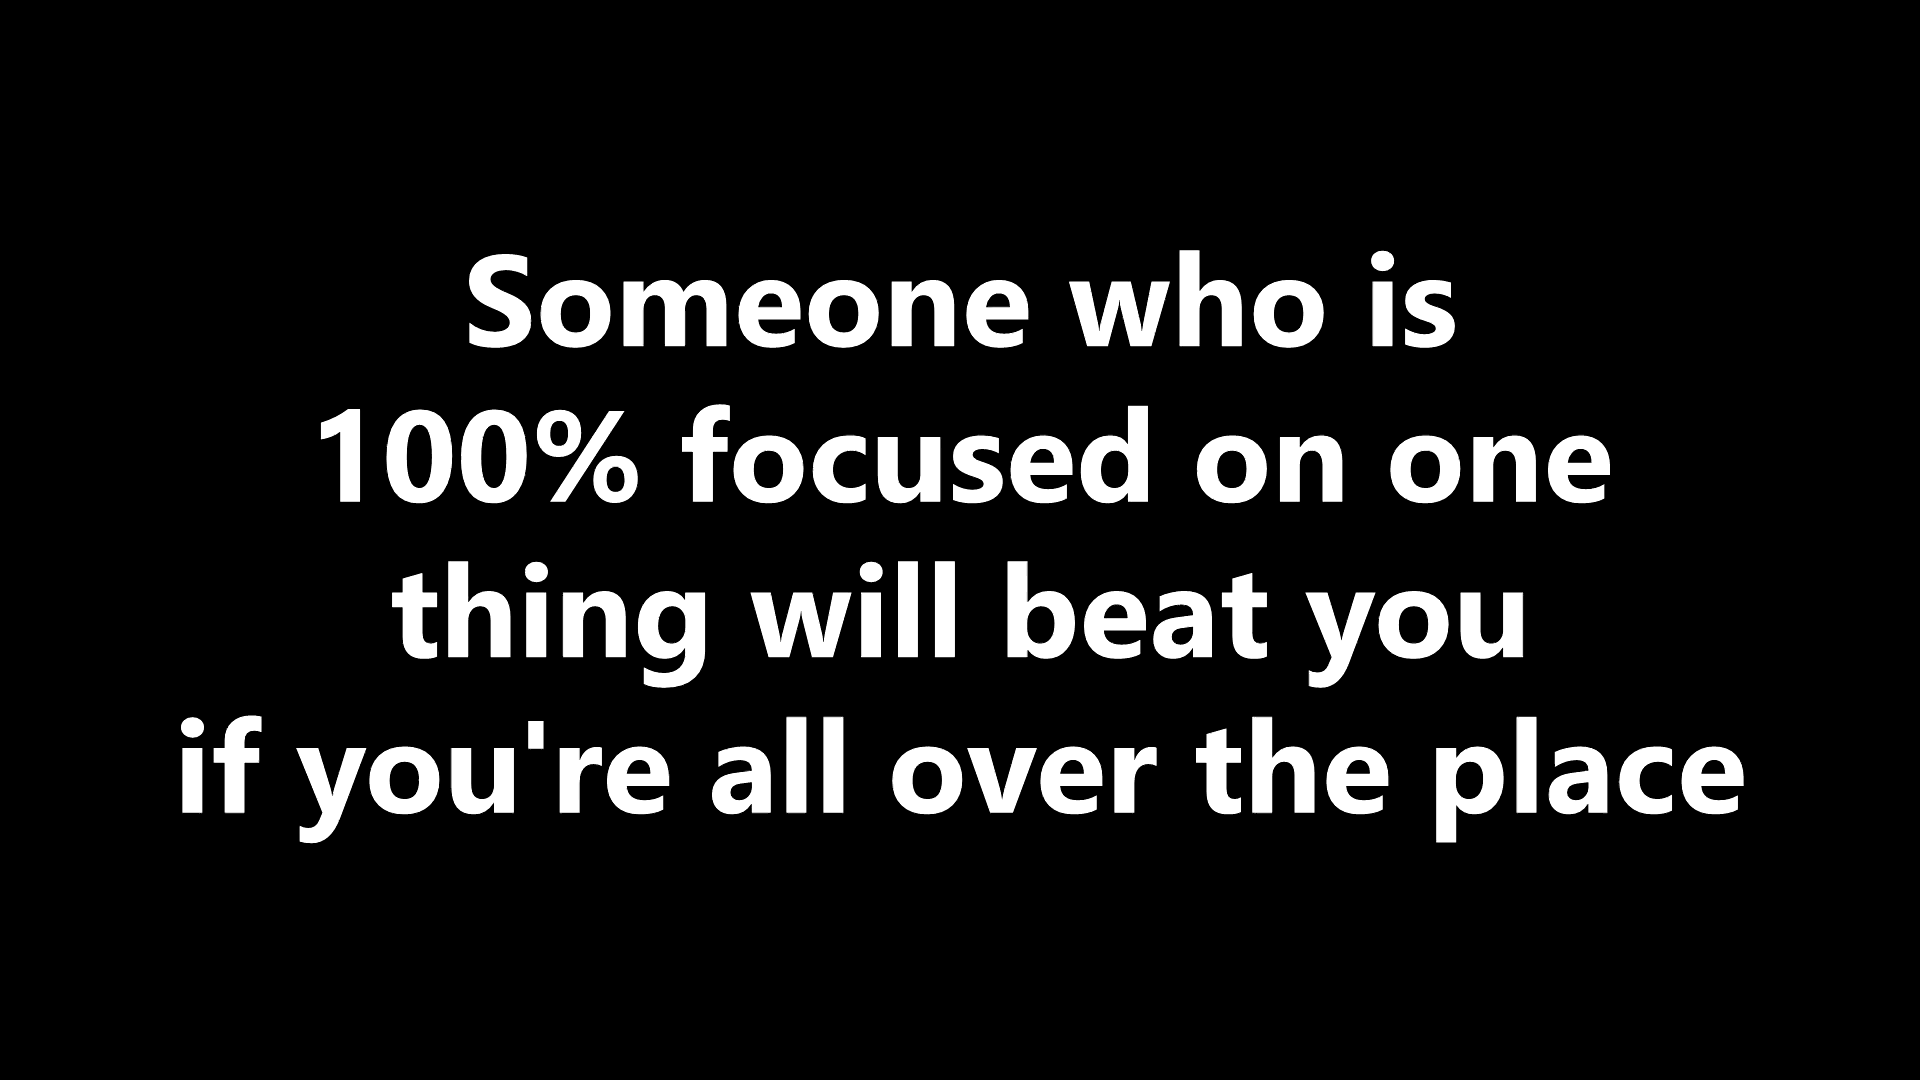 Someone who is
100% focused on one
thing will beat you
if you're all over the place